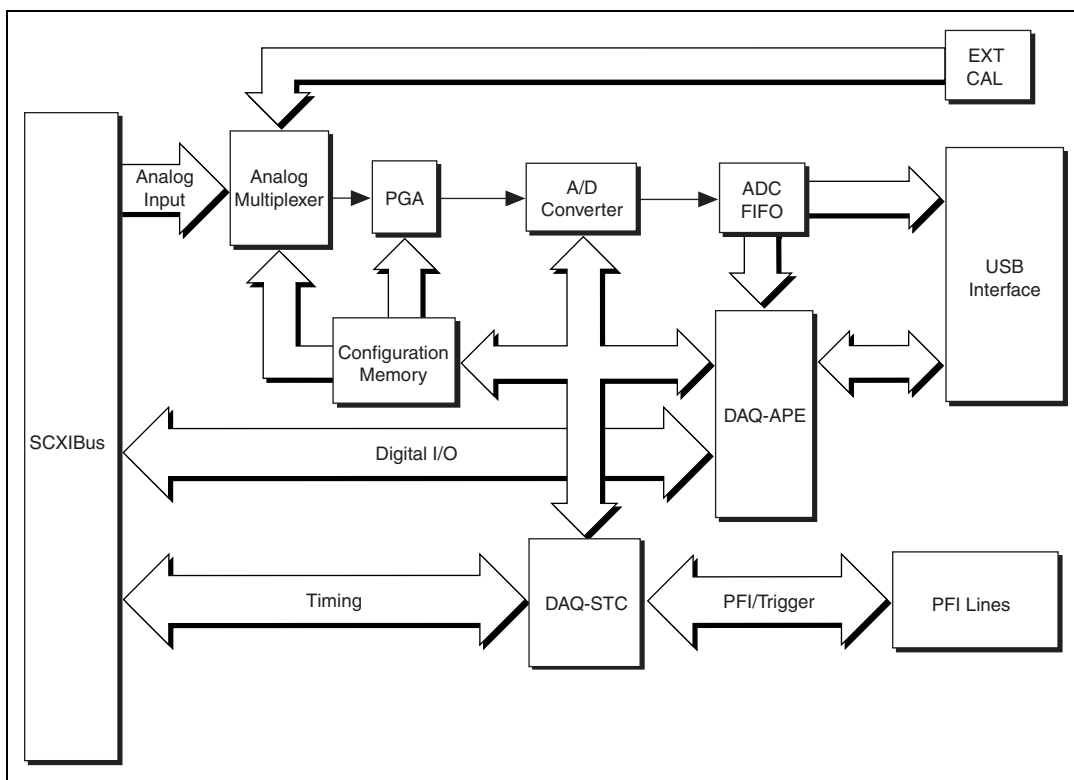 EXT
CAL
Analog
Input
Analog
Multiplexer
PGA
A/D
Converter
ADC
FIFO
USB
Interface
Configuration
Memory
DAQ-APE
SCXIBus
Digital I/O
Timing
DAQ-STC
PFI/Trigger
PFI Lines